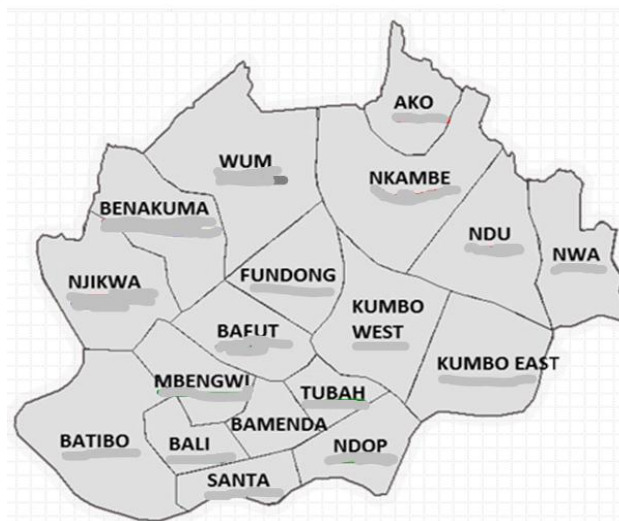 AKO
WUM
NKAMBE
BENAKUMA
NDU
NWA
NJIKWA
FUNDONG
KUMBO
WEST
BAFUT
KUMBO EAST
MBENGWI
TUBAH
BAMENDA
BATIBO
BALI
NDOP
SANTA